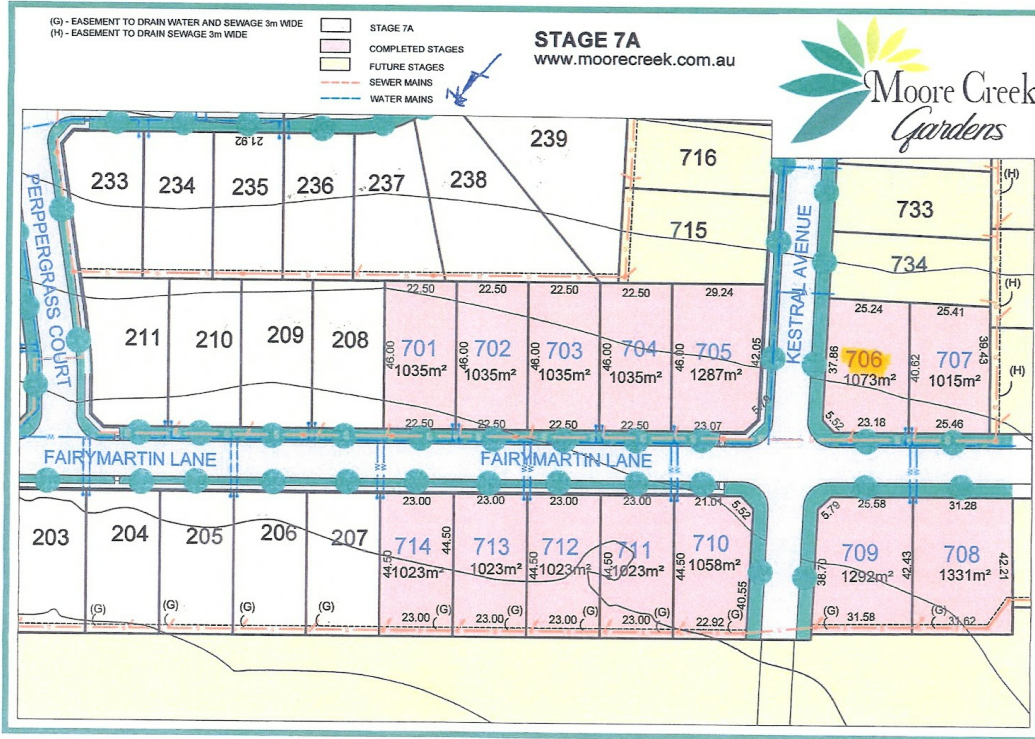 (G) - EASEMENT TO DRAIN WATER AND SEWAGE 3m WIDE
(H) - EASEMENT TO DRAIN SEWAGE 3m WIDE
STAGE 7A
COMPLETED STAGES
FUTURE STAGES
SEWER MAINS
WATER MAINS
N
STAGE 7A
www.moorecreek.com.au
Moore Creek
Gardens
21.92
233
234
235
236
237
238
239
716
715
733
734
(H)
(H)
(H)
PERPPERGRASS COURT
KESTRAL AVENUE
211
210
209
208
22.50
46.00
701
1035m²
22.50
22.50
46.00
702
1035m²
22.50
22.50
46.00
703
1035m²
22.50
22.50
46.00
704
1035m²
22.50
29.24
46.00
705
1287m²
42.05
23.07
5.79
25.24
37.86
706
1073m²
40.62
5.52
23.18
25.41
707
1015m²
39.43
25.46
FAIRYMARTIN LANE
FAIRYMARTIN LANE
203
204
205
206
207
(G)
(G)
(G)
(G)
23.00
44.50
714
1023m²
44.50
23.00
(G)
23.00
713
1023m²
23.00
(G)
23.00
44.50
712
1023m²
23.00
(G)
23.00
44.50
711
1023m²
23.00
(G)
21.01
5.52
44.50
710
1058m²
40.55
22.92
(G)
5.79
25.58
38.70
709
1292m²
42.43
(G)
31.58
31.28
708
1331m²
42.21
(G)
31.62